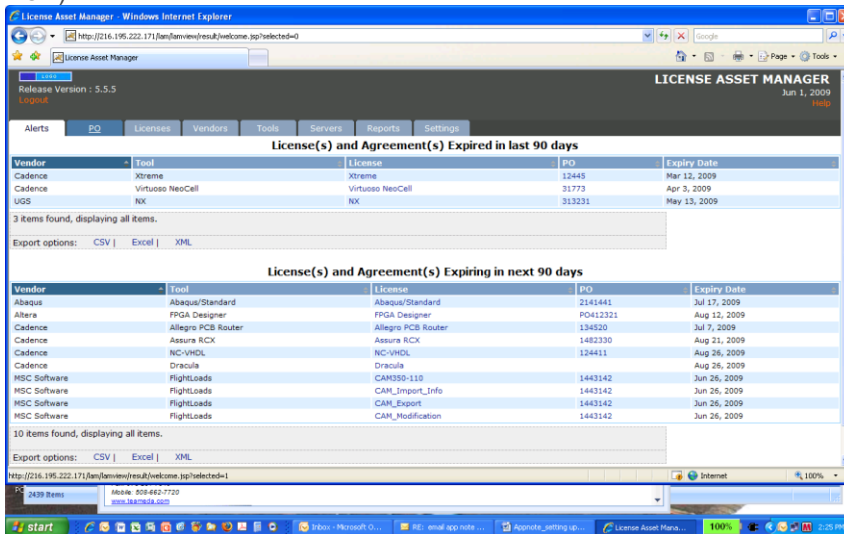 License Asset Manager - Windows Internet Explorer
http://216.195.222.171/lam/lamview/result/welcome.jsp?selected=0 Google
License Asset Manager Page Tools
LOGO LICENSE ASSET MANAGER
Release Version : 5.5.5 Jun 1, 2009
Logout Help
Alerts PO Licenses Vendors Tools Servers Reports Settings
License(s) and Agreement(s) Expired in last 90 days
Vendor Tool License PO Expiry Date
Cadence Xtreme Xtreme 12445 Mar 12, 2009
Cadence Virtuoso NeoCell Virtuoso NeoCell 31773 Apr 3, 2009
UGS NX NX 313231 May 13, 2009
3 items found, displaying all items.
Export options: CSV | Excel | XML
License(s) and Agreement(s) Expiring in next 90 days
Vendor Tool License PO Expiry Date
Abaqus Abaqus/Standard Abaqus/Standard 2141441 Jul 17, 2009
Altera FPGA Designer FPGA Designer PO412321 Aug 12, 2009
Cadence Allegro PCB Router Allegro PCB Router 134520 Jul 7, 2009
Cadence Assura RCX Assura RCX 1482330 Aug 21, 2009
Cadence NC-VHDL NC-VHDL 124411 Aug 26, 2009
Cadence Dracula Dracula Aug 26, 2009
MSC Software FlightLoads CAM350-110 1443142 Jun 26, 2009
MSC Software FlightLoads CAM_Import_Info 1443142 Jun 26, 2009
MSC Software FlightLoads CAM_Export 1443142 Jun 26, 2009
MSC Software FlightLoads CAM_Modification 1443142 Jun 26, 2009
10 items found, displaying all items.
Export options: CSV | Excel | XML
http://216.195.222.171/lam/lamview/result/welcome.jsp?selected=1 Internet 100%
2439 Items Mobile: 508-662-7720
www.teameda.com
start Inbox - Microsoft O... RE: email app note ... Appnote_setting up... License Asset Mana... 100% 2:25 PM